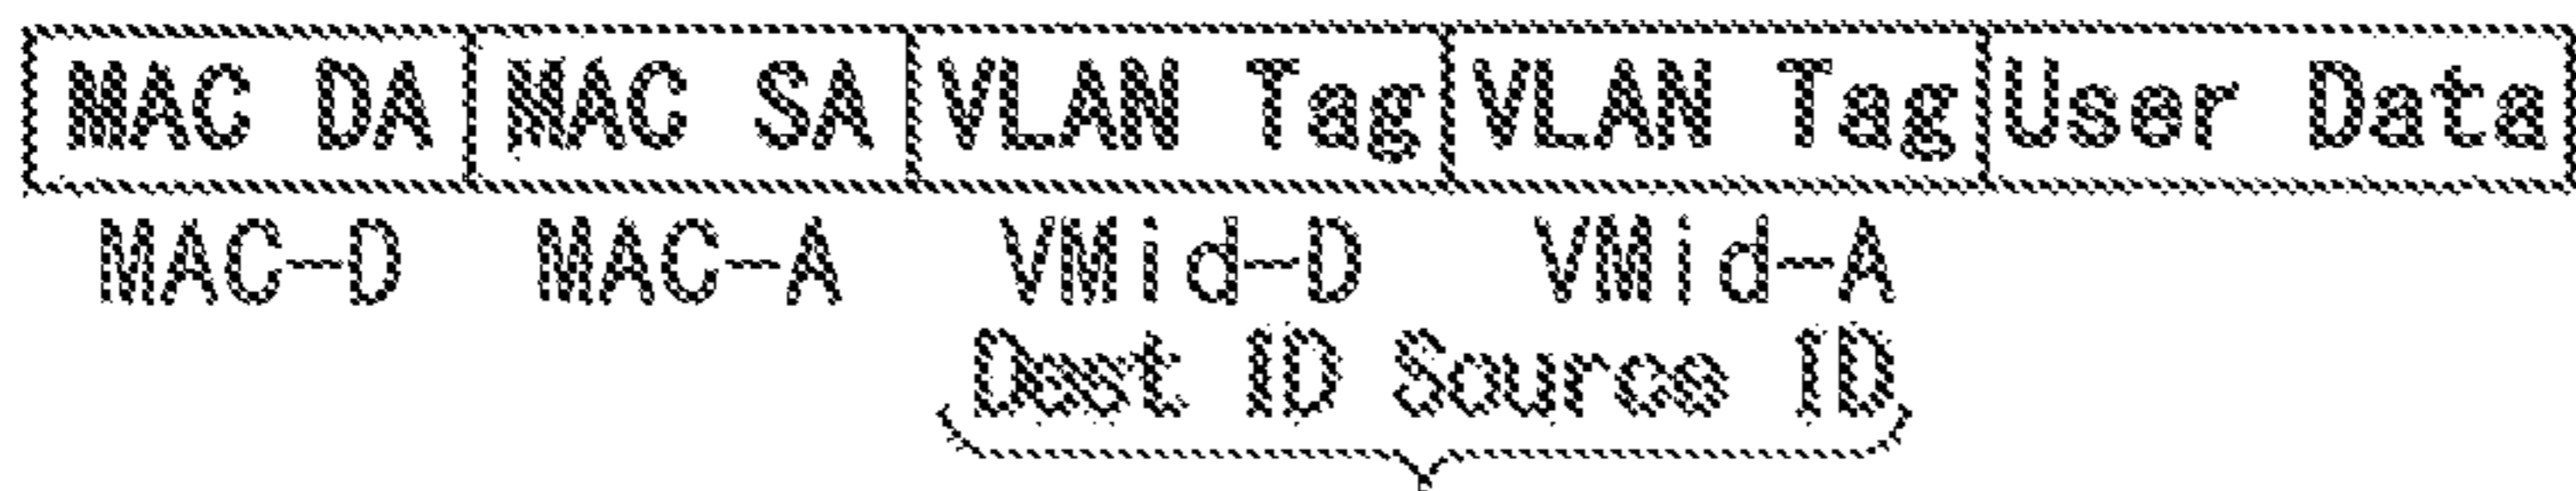 MAC DA MAC SA VLAN Tag VLAN Tag User Data
MAC-D MAC-A VMid-D VMid-A
Dest ID Source ID